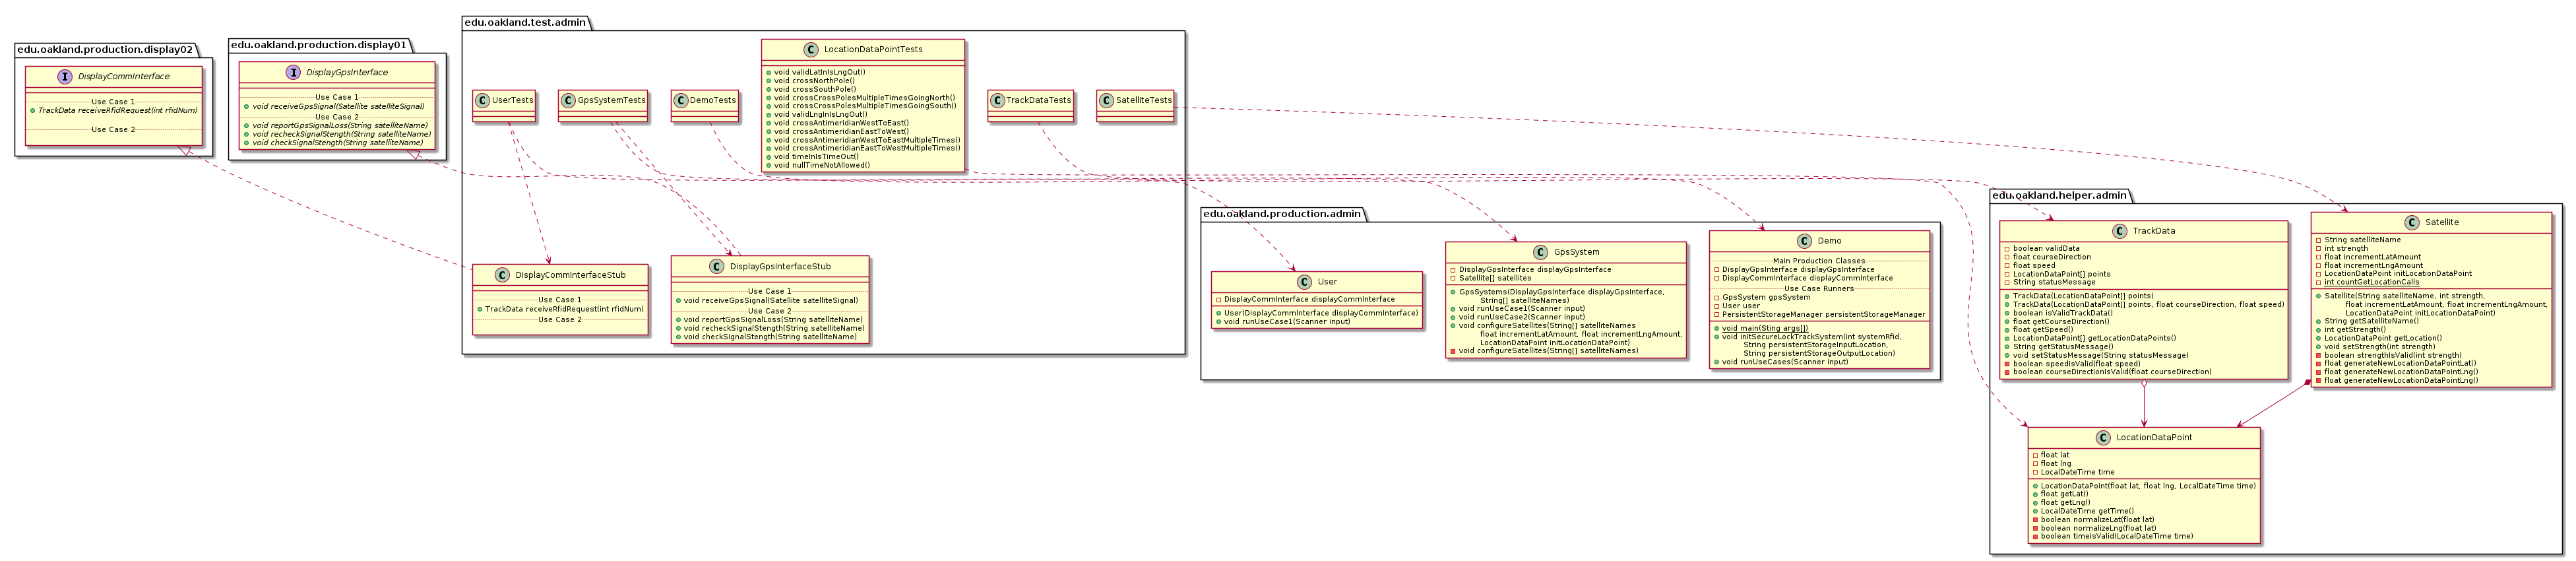 edu.oakland.production.display02
DisplayCommInterface
Use Case 1
TrackData receiveRfidRequest(int rfidNum)
Use Case 2
edu.oakland.production.display01
DisplayGpsInterface
Use Case 1
void receiveGpsSignal(Satellite satelliteSignal)
Use Case 2
void reportGpsSignalLoss(String satelliteName)
void recheckSignalStength(String satelliteName)
void checkSignalStength(String satelliteName)
edu.oakland.test.admin
UserTests
GpsSystemTests
DemoTests
LocationDataPointTests
void validLatInIsLngOut()
void crossNorthPole()
void crossSouthPole()
void crossCrossPolesMultipleTimesGoingNorth()
void crossCrossPolesMultipleTimesGoingSouth()
void validLngInIsLngOut()
void crossAntimeridianWestToEast()
void crossAntimeridianEastToWest()
void crossAntimeridianWestToEastMultipleTimes()
void crossAntimeridianEastToWestMultipleTimes()
void timeInIsTimeOut()
void nullTimeNotAllowed()
TrackDataTests
SatelliteTests
DisplayCommInterfaceStub
Use Case 1
TrackData receiveRfidRequest(int rfidNum)
Use Case 2
DisplayGpsInterfaceStub
Use Case 1
void receiveGpsSignal(Satellite satelliteSignal)
Use Case 2
void reportGpsSignalLoss(String satelliteName)
void recheckSignalStength(String satelliteName)
void checkSignalStength(String satelliteName)
edu.oakland.production.admin
User
DisplayCommInterface displayCommInterface
User(DisplayCommInterface displayCommInterface)
void runUseCase1(Scanner input)
GpsSystem
DisplayGpsInterface displayGpsInterface
Satellite[] satellites
GpsSystems(DisplayGpsInterface displayGpsInterface,
String[] satelliteNames)
void runUseCase1(Scanner input)
void runUseCase2(Scanner input)
void configureSatellites(String[] satelliteNames
float incrementLatAmount, float incrementLngAmount,
LocationDataPoint initLocationDataPoint)
void configureSatellites(String[] satelliteNames)
Demo
Main Production Classes
DisplayGpsInterface displayGpsInterface
DisplayCommInterface displayCommInterface
Use Case Runners
GpsSystem gpsSystem
User user
PersistentStorageManager persistentStorageManager
void main(String args[])
void initSecureLockTrackSystem(int systemRfid,
String persistentStorageInputLocation,
String persistentStorageOutputLocation)
void runUseCases(Scanner input)
edu.oakland.helper.admin
TrackData
boolean validData
float courseDirection
float speed
LocationDataPoint[] points
String statusMessage
TrackData(LocationDataPoint[] points)
TrackData(LocationDataPoint[] points, float courseDirection, float speed)
boolean isValidTrackData()
float getCourseDirection()
float getSpeed()
LocationDataPoint[] getLocationDataPoints()
String getStatusMessage()
void setStatusMessage(String statusMessage)
boolean speedIsValid(float speed)
boolean courseDirectionIsValid(float courseDirection)
Satellite
String satelliteName
int strength
float incrementLatAmount
float incrementLngAmount
LocationDataPoint initLocationDataPoint
int countGetLocationCalls
Satellite(String satelliteName, int strength,
float incrementLatAmount, float incrementLngAmount,
LocationDataPoint initLocationDataPoint)
String getSatelliteName()
int getStrength()
LocationDataPoint getLocation()
void setStrength(int strength)
boolean strengthIsValid(int strength)
float generateNewLocationDataPointLat()
float generateNewLocationDataPointLng()
float generateNewLocationDataPointLng()
LocationDataPoint
float lat
float lng
LocalDateTime time
LocationDataPoint(float lat, float lng, LocalDateTime time)
float getLat()
float getLng()
LocalDateTime getTime()
boolean normalizeLat(float lat)
boolean normalizeLng(float lat)
boolean timeIsValid(LocalDateTime time)